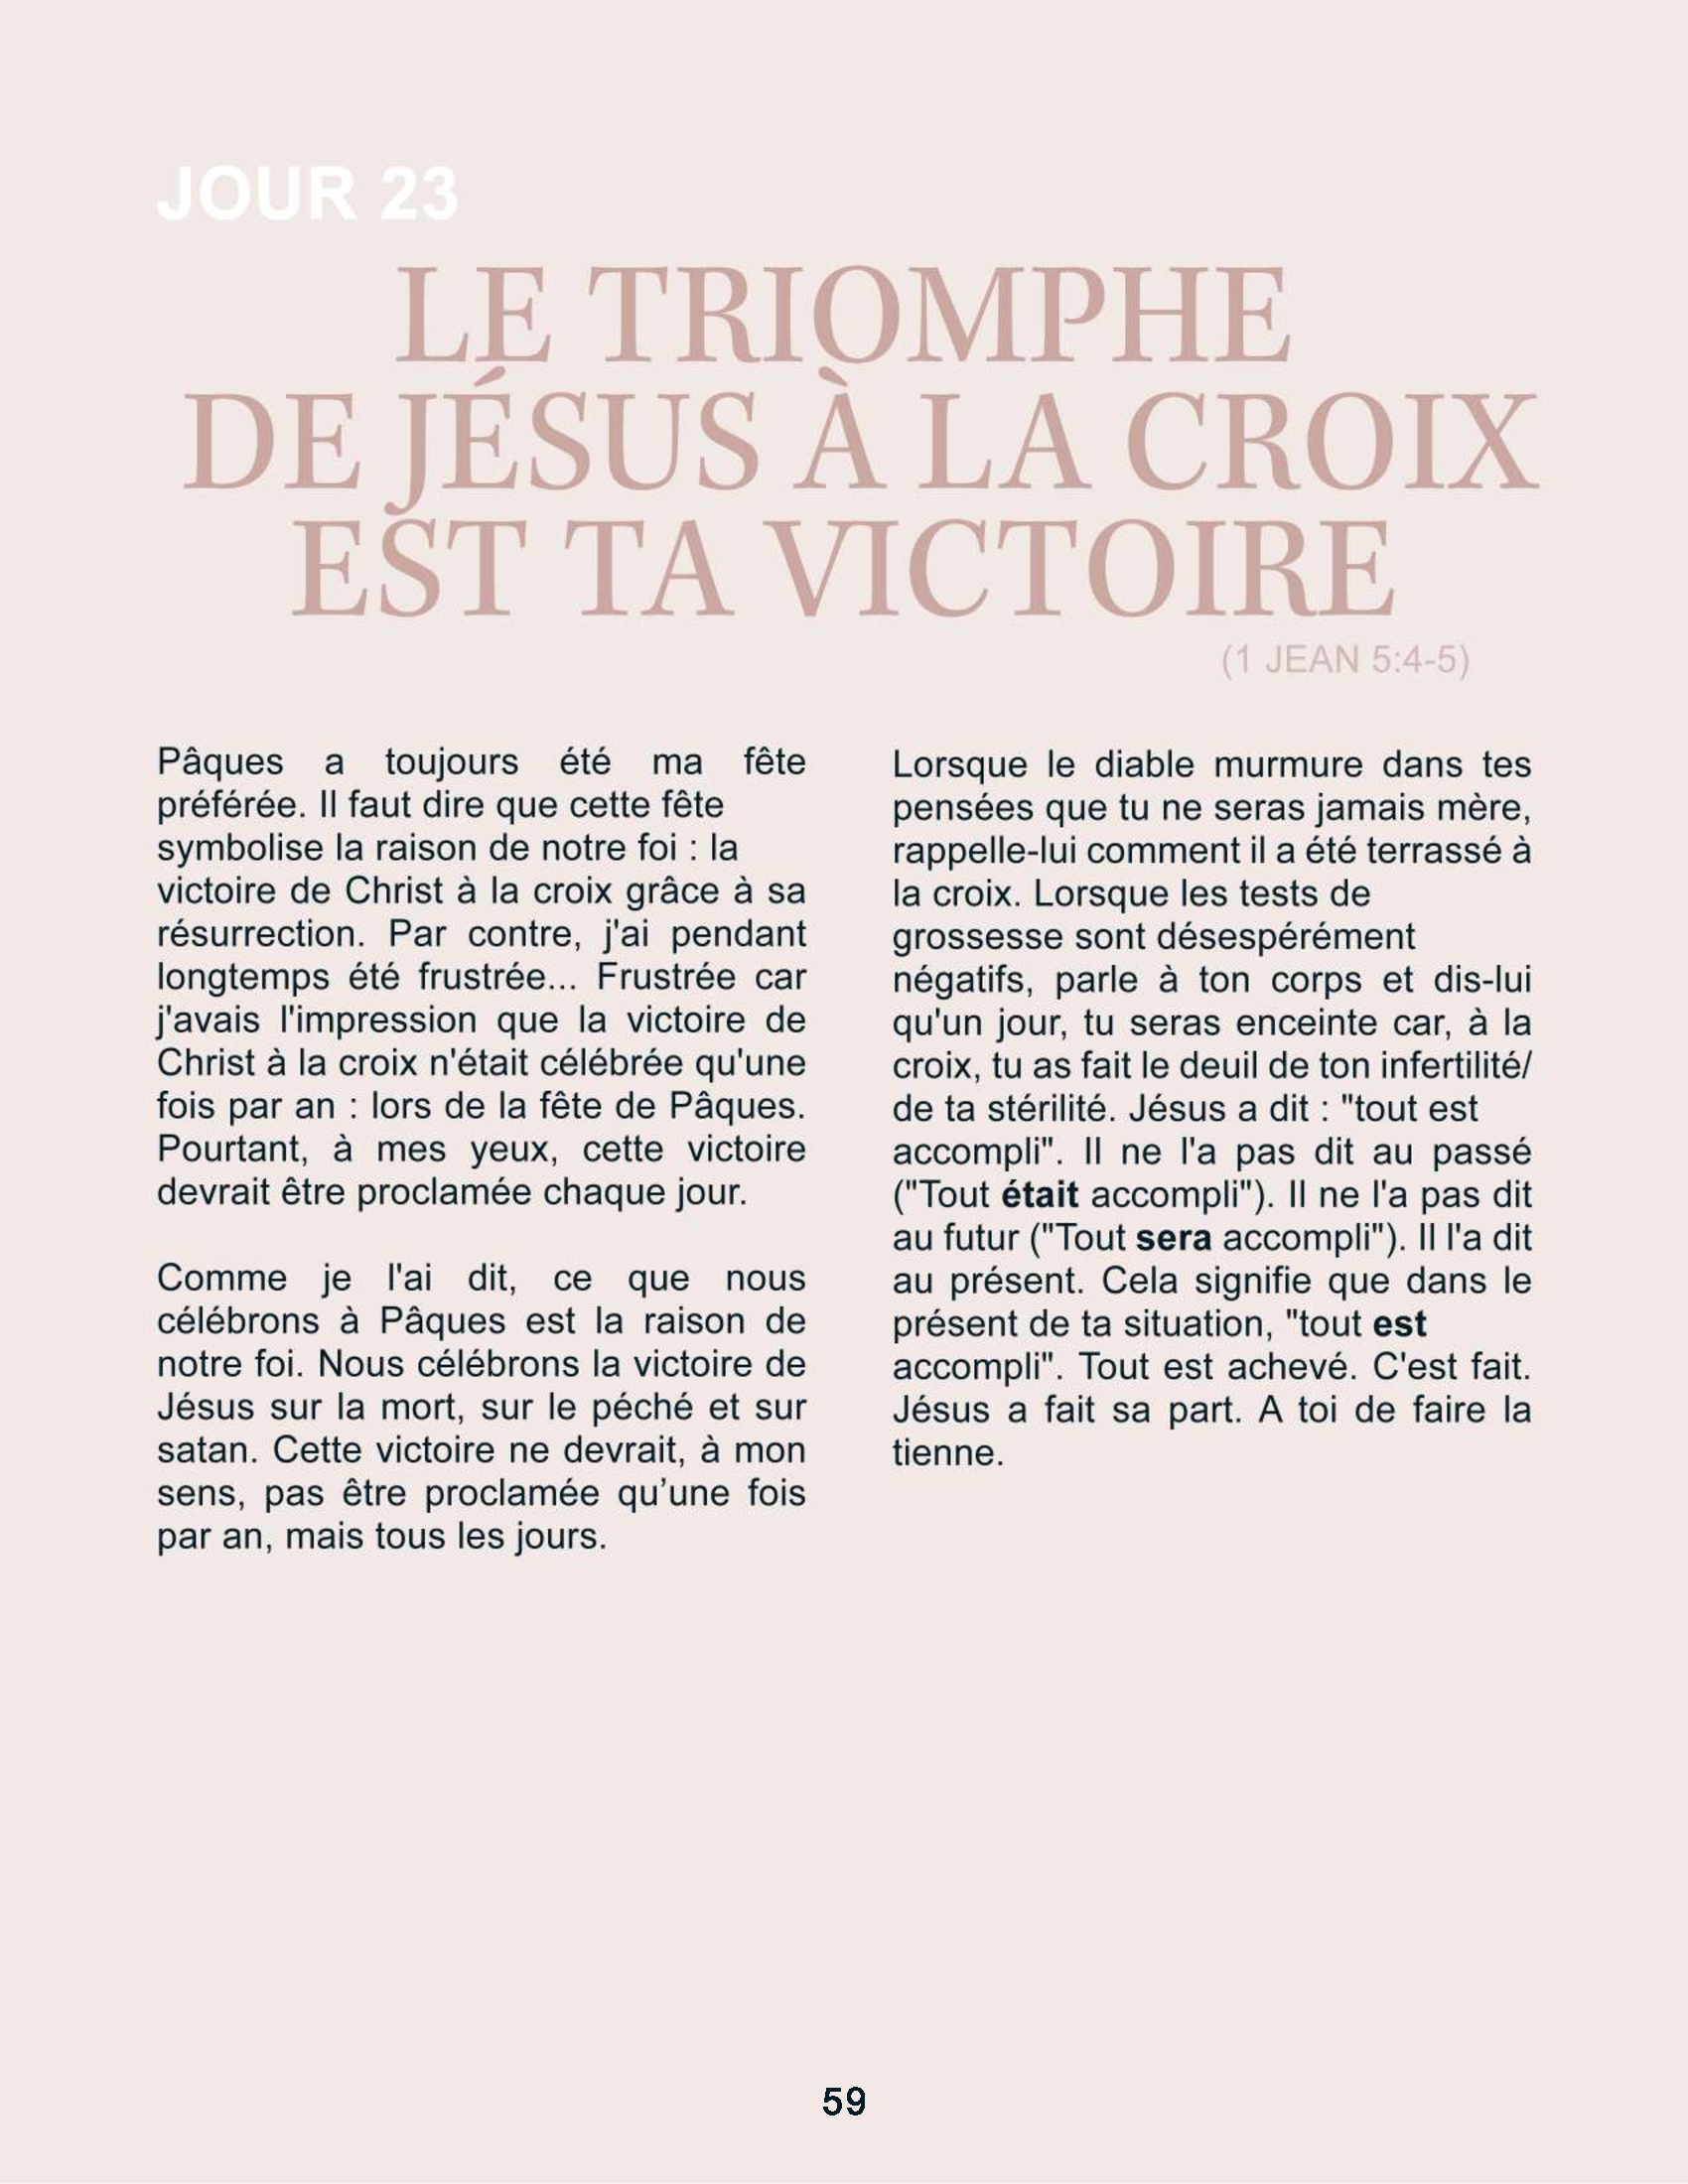 JOUR 23
LE TRIOMPHE
DE JÉSUS À LA CROIX
EST TA VICTOIRE
(1 JEAN 5:4-5)
Pâques a toujours été ma fête
préférée. Il faut dire que cette fête
symbolise la raison de notre foi : la
victoire de Christ à la croix grâce à sa
résurrection. Par contre, j'ai pendant
longtemps été frustrée... Frustrée car
j'avais l'impression que la victoire de
Christ à la croix n'était célébrée qu'une
fois par an : lors de la fête de Pâques.
Pourtant, à mes yeux, cette victoire
devrait être proclamée chaque jour.
Comme je l'ai dit, ce que nous
célébrons à Pâques est la raison de
notre foi. Nous célébrons la victoire de
Jésus sur la mort, sur le péché et sur
satan. Cette victoire ne devrait, à mon
sens, pas être proclamée qu’une fois
par an, mais tous les jours.
Lorsque le diable murmure dans tes
pensées que tu ne seras jamais mère,
rappelle-lui comment il a été terrassé à
la croix. Lorsque les tests de
grossesse sont désespérément
négatifs, parle à ton corps et dis-lui
qu'un jour, tu seras enceinte car, à la
croix, tu as fait le deuil de ton infertilité/
de ta stérilité. Jésus a dit : "tout est
accompli". Il ne l'a pas dit au passé
("Tout était accompli"). Il ne l'a pas dit
au futur ("Tout sera accompli"). Il l'a dit
au présent. Cela signifie que dans le
présent de ta situation, "tout est
accompli". Tout est achevé. C'est fait.
Jésus a fait sa part. A toi de faire la
tienne.
59